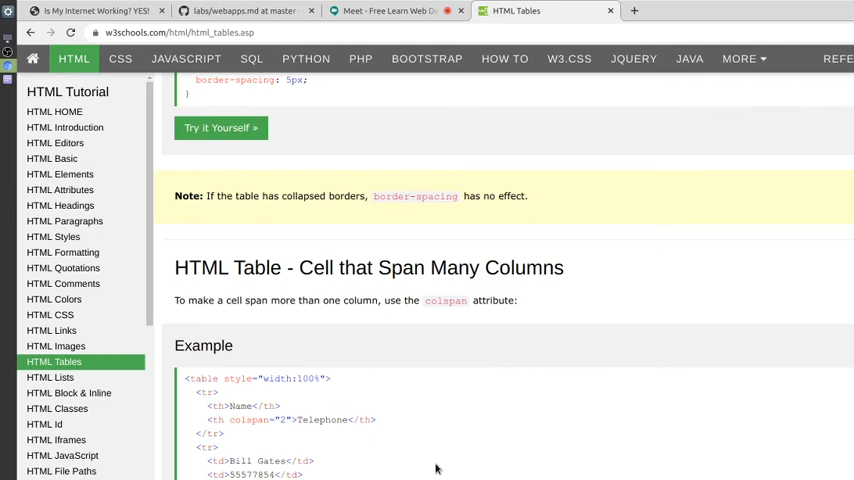 Is My Internet Working? YES!
labs/webapps.md at master
Meet - Free Learn Web De
HTML Tables
w3schools.com/html/html_tables.asp
HTML CSS JAVASCRIPT SQL PYTHON PHP BOOTSTRAP HOW TO W3.CSS JQUERY JAVA MORE REFE
HTML Tutorial
HTML HOME
HTML Introduction
HTML Editors
HTML Basic
HTML Elements
HTML Attributes
HTML Headings
HTML Paragraphs
HTML Styles
HTML Formatting
HTML Quotations
HTML Comments
HTML Colors
HTML CSS
HTML Links
HTML Images
HTML Tables
HTML Lists
HTML Block & Inline
HTML Classes
HTML Id
HTML Iframes
HTML JavaScript
HTML File Paths
border-spacing: 5px;
}
Try it Yourself »
Note: If the table has collapsed borders, border-spacing has no effect.
HTML Table - Cell that Span Many Columns
To make a cell span more than one column, use the colspan attribute:
Example
<table style="width:100%">
<tr>
<th>Name</th>
<th colspan="2">Telephone</th>
</tr>
<tr>
<td>Bill Gates</td>
<td>55577854</td>